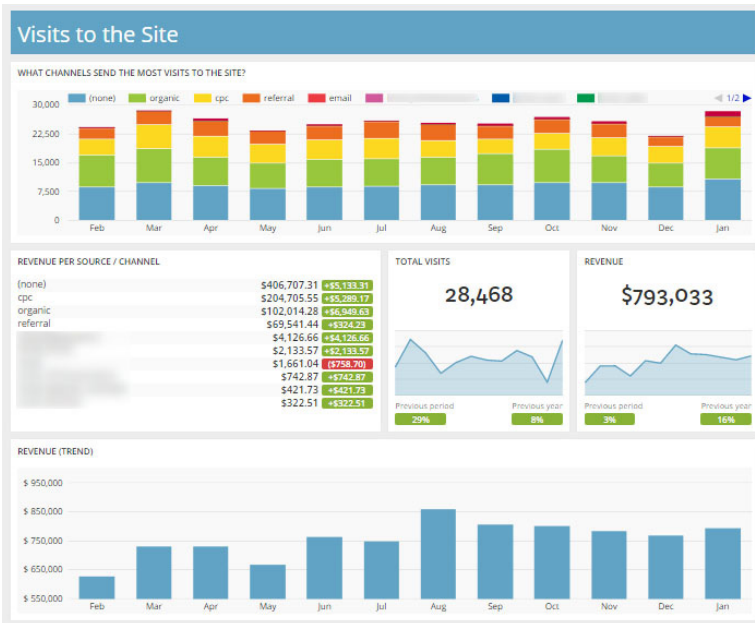 Visits to the Site
WHAT CHANNELS SEND THE MOST VISITS TO THE SITE?
(none) organic cpc referral email 1/2
30,000
22,500
15,000
7,500
0
Feb Mar Apr May Jun Jul Aug Sep Oct Nov Dec Jan
REVENUE PER SOURCE / CHANNEL
(none) $406,707.31 +$5,133.31
cpc $204,705.55 +$5,289.17
organic $102,014.28 +$6,949.63
referral $69,541.44 +$324.23
$4,126.66 +$4,126.66
$2,133.57 +$2,133.57
$1,661.04 ($758.70)
$742.87 +$742.87
$421.73 +$421.73
$322.51 +$322.51
TOTAL VISITS
28,468
Previous period Previous year
29% 8%
REVENUE
$793,033
Previous period Previous year
3% 16%
REVENUE (TREND)
$ 950,000
$ 850,000
$ 750,000
$ 650,000
$ 550,000
Feb Mar Apr May Jun Jul Aug Sep Oct Nov Dec Jan